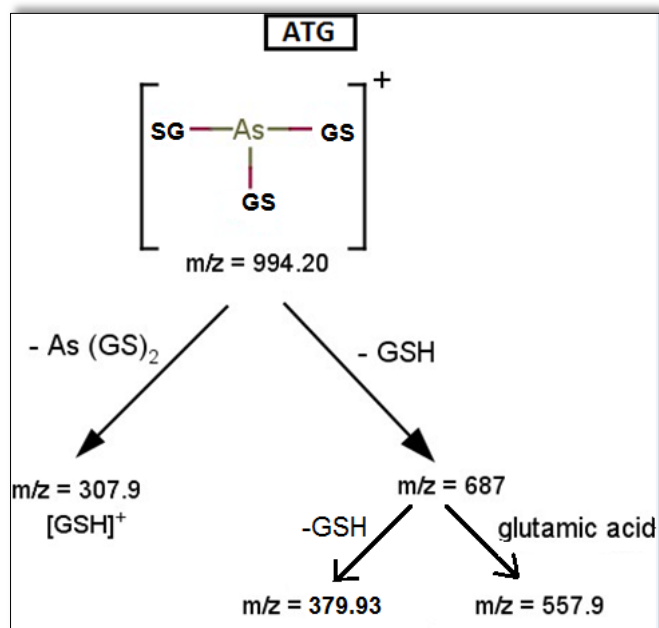 ATG
+
SG As GS
GS
m/z = 994.20
- As (GS)2
- GSH
m/z = 307.9
[GSH]+
m/z = 687
-GSH
glutamic acid
m/z = 379.93
m/z = 557.9